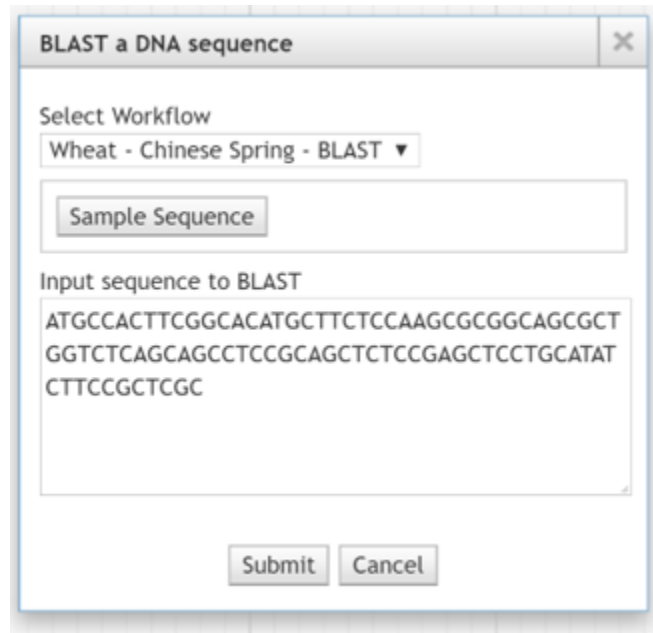 BLAST a DNA sequence
Select Workflow
Wheat - Chinese Spring - BLAST ▼
Sample Sequence
Input sequence to BLAST
ATGCCACTTCGGCACATGCTTCTCCAAGCGCGGCAGCGCT
GGTCTCAGCAGCCTCCGCAGCTCTCCGAGCTCCTGCATAT
CTTCCGCTCGC
Submit Cancel